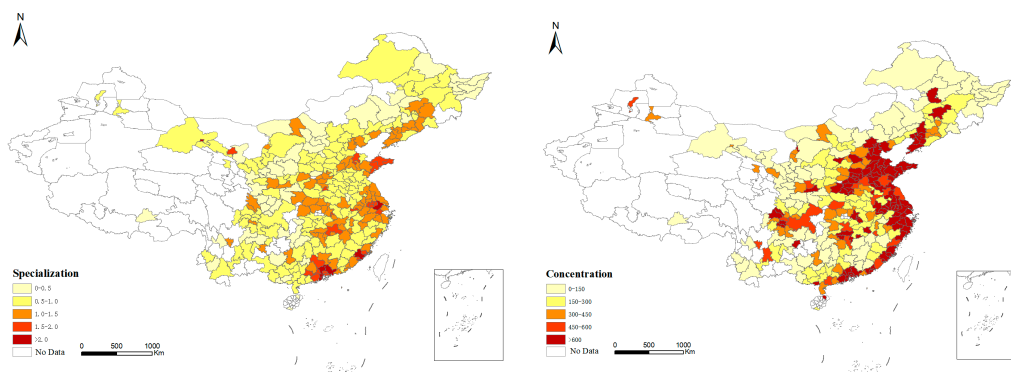 N
Specialization
0-0.5
0.5-1.0
1.0-1.5
1.5-2.0
>2.0
No Data
0 500 1000
Km
N
Concentration
0-150
150-300
300-450
450-600
>600
No Data
0 500 1000
Km